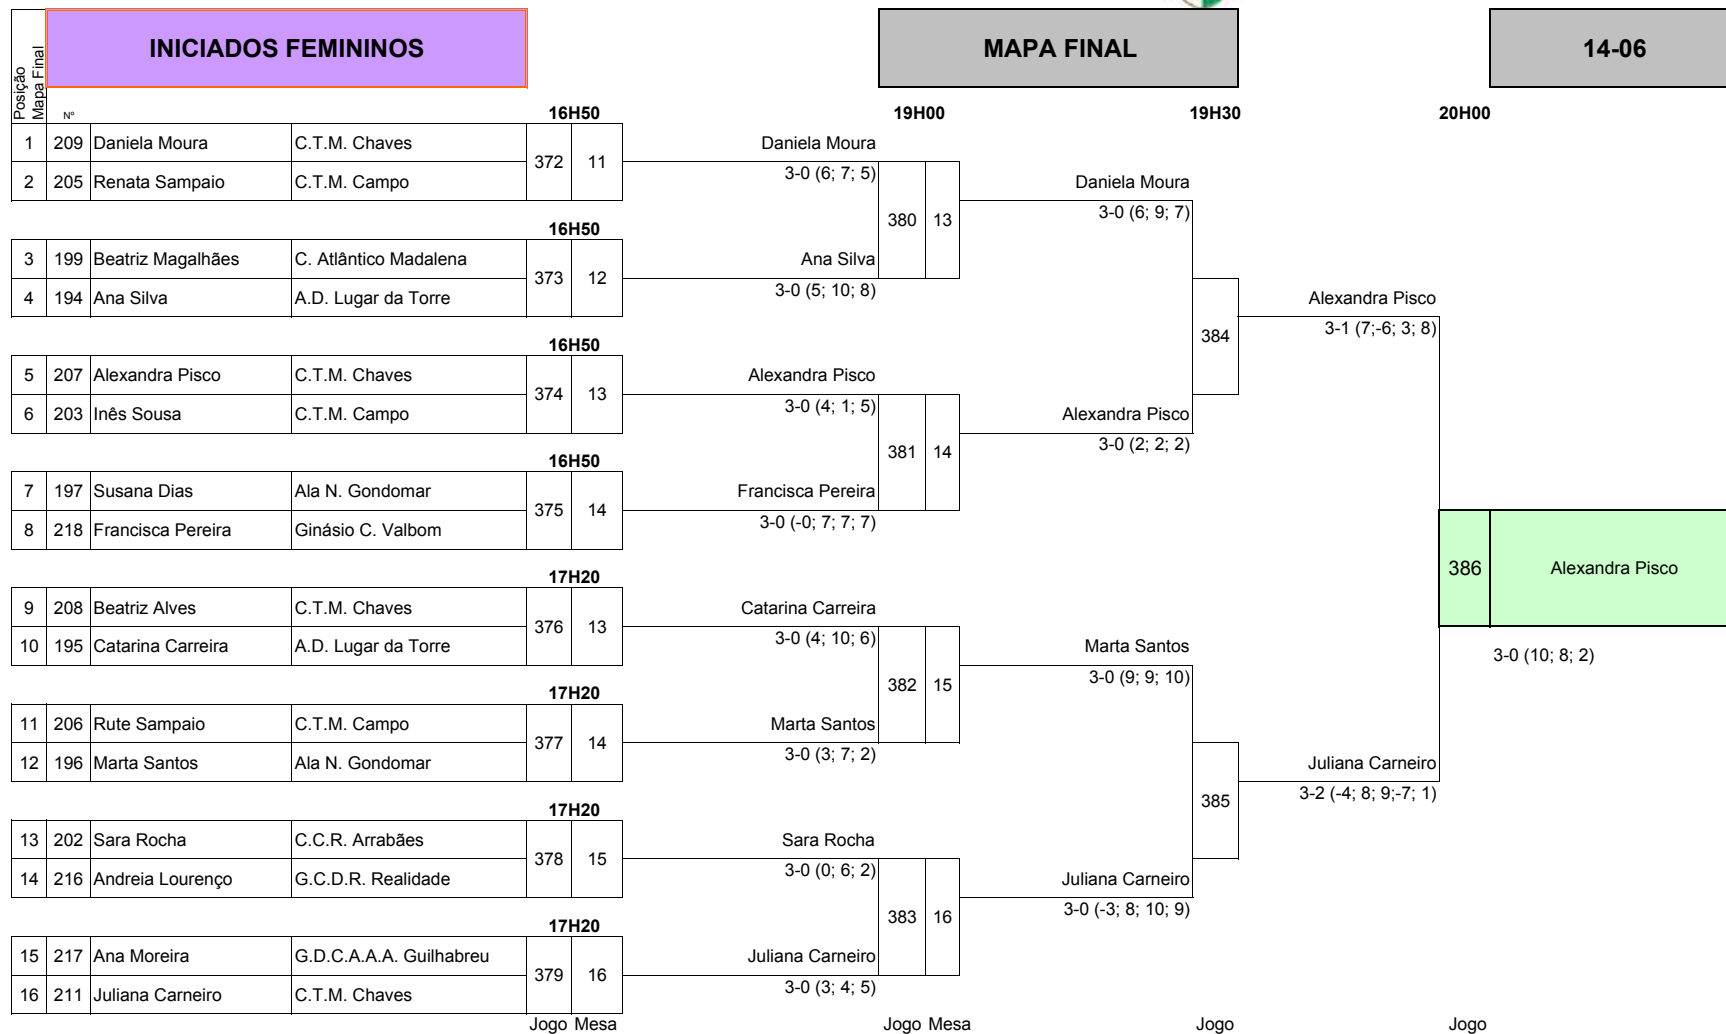 INICIADOS FEMININOS
MAPA FINAL
14-06
Posição
Mapa Final
Nº
16H50
19H00
19H30
20H00
1 209 Daniela Moura C.T.M. Chaves
372 11
2 205 Renata Sampaio C.T.M. Campo
Daniela Moura
3-0 (6; 7; 5)
16H50
3 199 Beatriz Magalhães C. Atlântico Madalena
373 12
4 194 Ana Silva A.D. Lugar da Torre
Ana Silva
3-0 (5; 10; 8)
380 13
Daniela Moura
3-0 (6; 9; 7)
16H50
5 207 Alexandra Pisco C.T.M. Chaves
374 13
6 203 Inês Sousa C.T.M. Campo
Alexandra Pisco
3-0 (4; 1; 5)
16H50
7 197 Susana Dias Ala N. Gondomar
375 14
8 218 Francisca Pereira Ginásio C. Valbom
Francisca Pereira
3-0 (-0; 7; 7; 7)
381 14
Alexandra Pisco
3-0 (2; 2; 2)
384
Alexandra Pisco
3-1 (7;-6; 3; 8)
17H20
9 208 Beatriz Alves C.T.M. Chaves
376 13
10 195 Catarina Carreira A.D. Lugar da Torre
Catarina Carreira
3-0 (4; 10; 6)
17H20
11 206 Rute Sampaio C.T.M. Campo
377 14
12 196 Marta Santos Ala N. Gondomar
Marta Santos
3-0 (3; 7; 2)
382 15
Marta Santos
3-0 (9; 9; 10)
17H20
13 202 Sara Rocha C.C.R. Arrabães
378 15
14 216 Andreia Lourenço G.C.D.R. Realidade
Sara Rocha
3-0 (0; 6; 2)
17H20
15 217 Ana Moreira G.D.C.A.A.A. Guilhabreu
379 16
16 211 Juliana Carneiro C.T.M. Chaves
Juliana Carneiro
3-0 (3; 4; 5)
383 16
Juliana Carneiro
3-0 (-3; 8; 10; 9)
385
Juliana Carneiro
3-2 (-4; 8; 9;-7; 1)
386 Alexandra Pisco
3-0 (10; 8; 2)
Jogo Mesa
Jogo Mesa
Jogo
Jogo